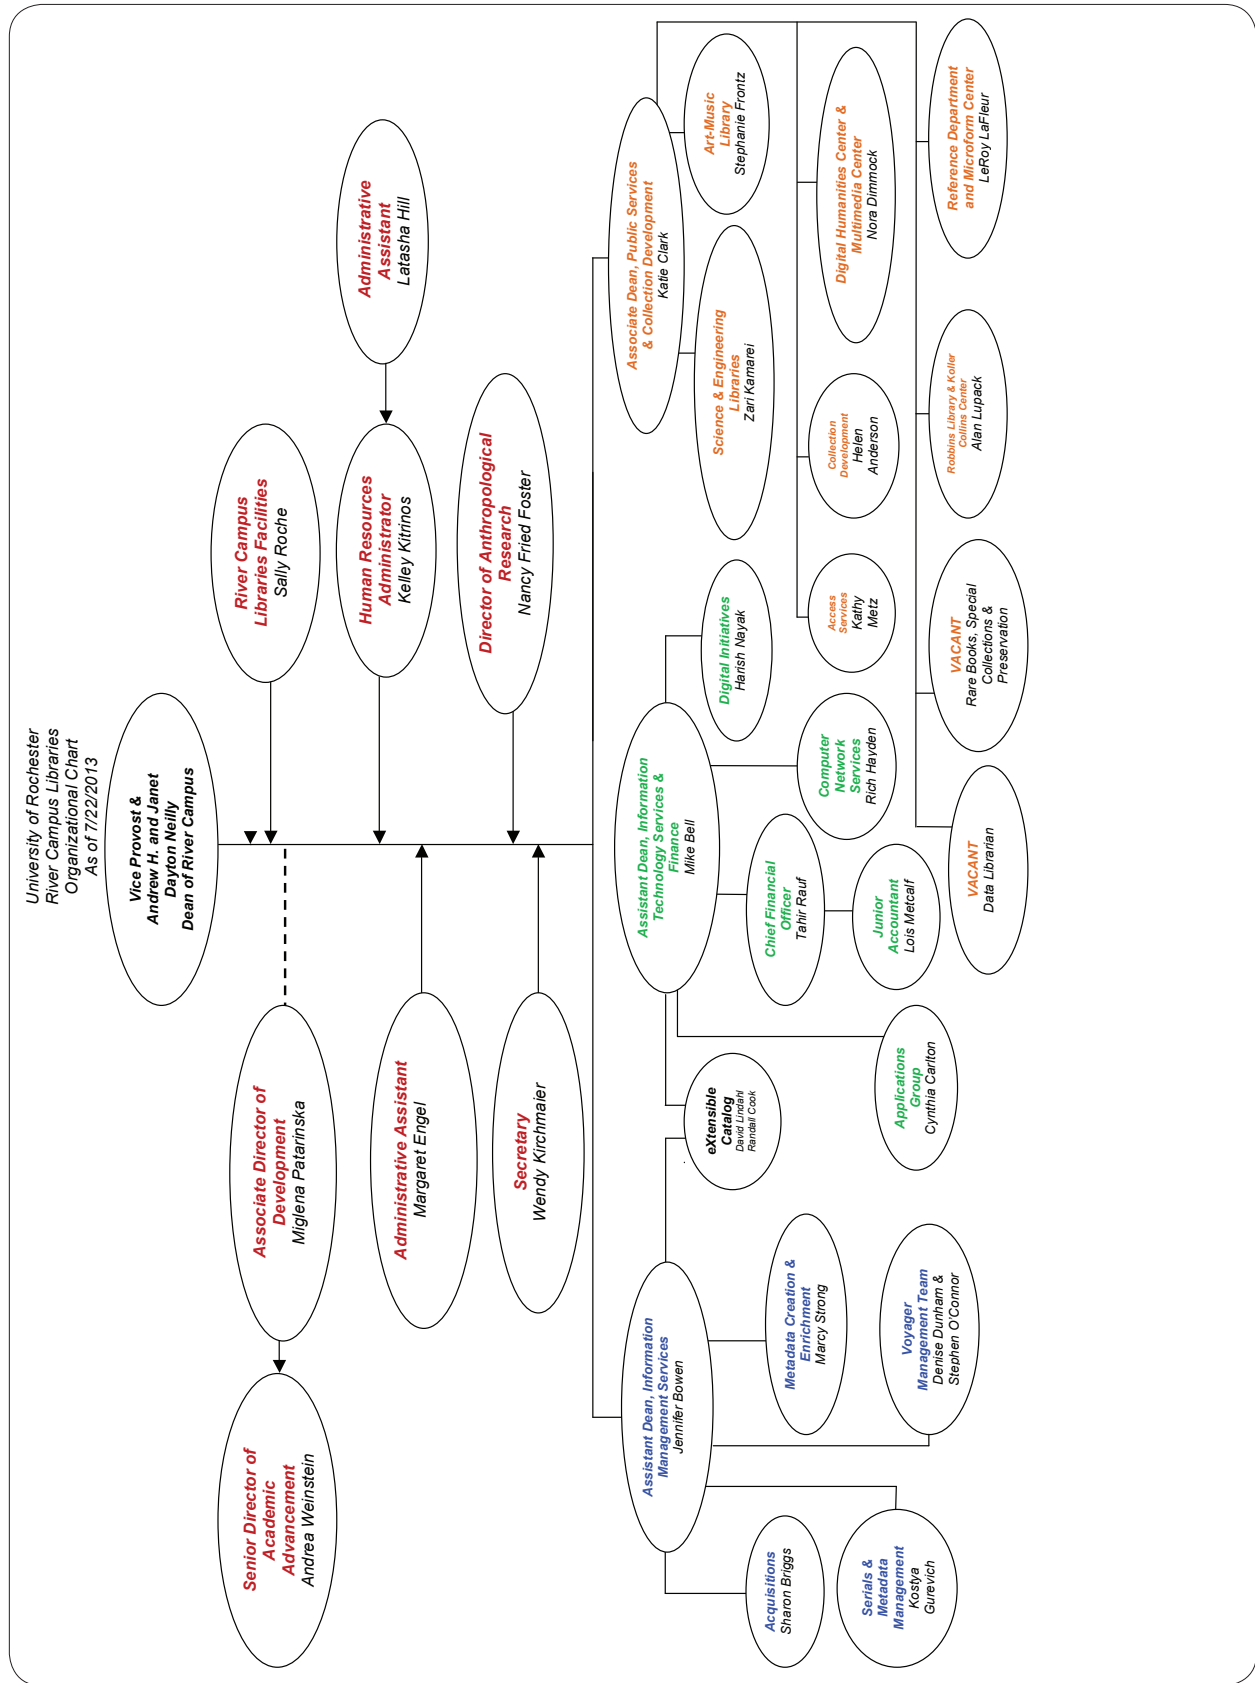 University of Rochester
River Campus Libraries
Organizational Chart
As of 7/22/2013
Vice Provost &
Andrew H. and Janet
Dayton Neilly
Dean of River Campus
Senior Director of
Academic
Advancement
Andrea Weinstein
Associate Director of
Development
Miglena Patarinska
River Campus
Libraries Facilities
Sally Roche
Administrative Assistant
Margaret Engel
Human Resources
Administrator
Kelley Kitrinos
Administrative
Assistant
Latasha Hill
Secretary
Wendy Kirchmaier
Director of Anthropological
Research
Nancy Fried Foster
Assistant Dean, Information
Management Services
Jennifer Bowen
Assistant Dean, Information
Technology Services &
Finance
Mike Bell
Associate Dean, Public Services
& Collection Development
Katie Clark
Acquisitions
Sharon Briggs
Serials &
Metadata
Management
Kostya
Gurevich
Metadata Creation &
Enrichment
Marcy Strong
Voyager
Management Team
Denise Dunham &
Stephen O'Connor
eXtensible
Catalog
David Lindahl
Randall Cook
Applications
Group
Cynthia Carlton
Chief Financial
Officer
Tahir Rauf
Junior
Accountant
Lois Metcalf
Computer
Network
Services
Rich Hayden
Digital Initiatives
Harish Nayak
Science & Engineering
Libraries
Zari Kamarei
Art-Music
Library
Stephanie Frontz
Access
Services
Kathy
Metz
Collection
Development
Helen
Anderson
Digital Humanities Center &
Multimedia Center
Nora Dimmock
VACANT
Data Librarian
VACANT
Rare Books, Special
Collections &
Preservation
Robbins Library & Koller
Collins Center
Alan Lupack
Reference Department
and Microform Center
LeRoy LaFleur